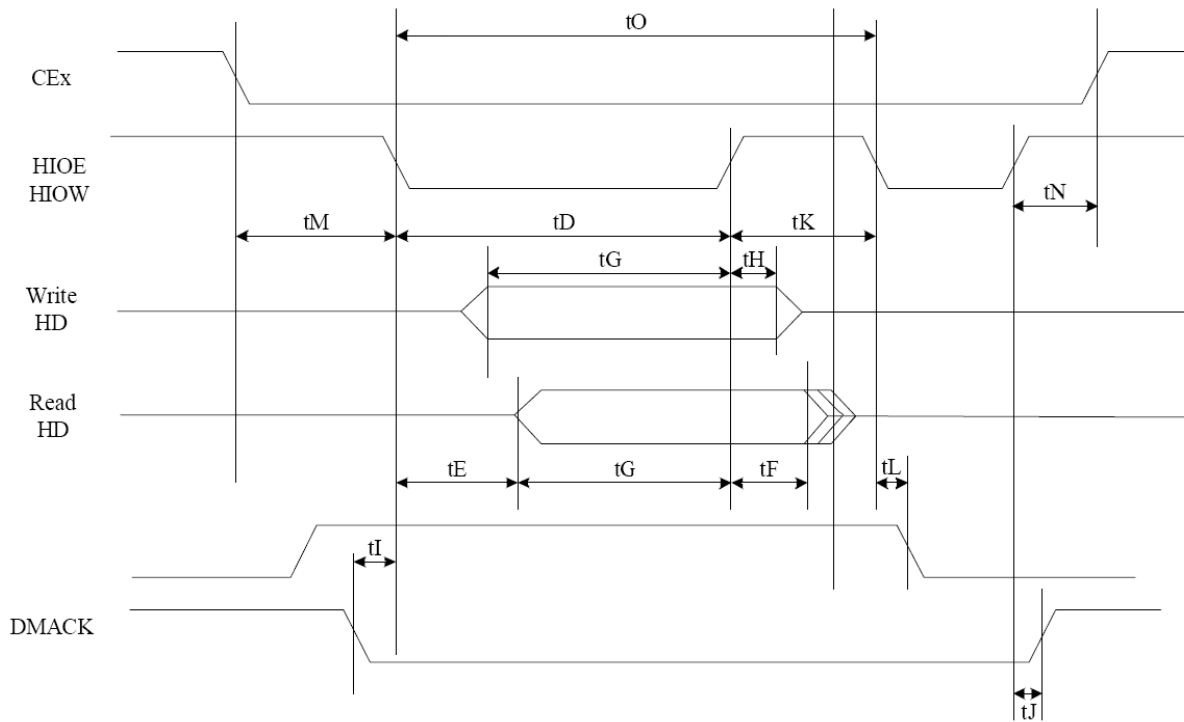 tO
CEx
HIOE
HIOW
tN
tM
tD
tK
tG
tH
Write
HD
Read
HD
tE
tG
tF
tL
tI
DMACK
tJ